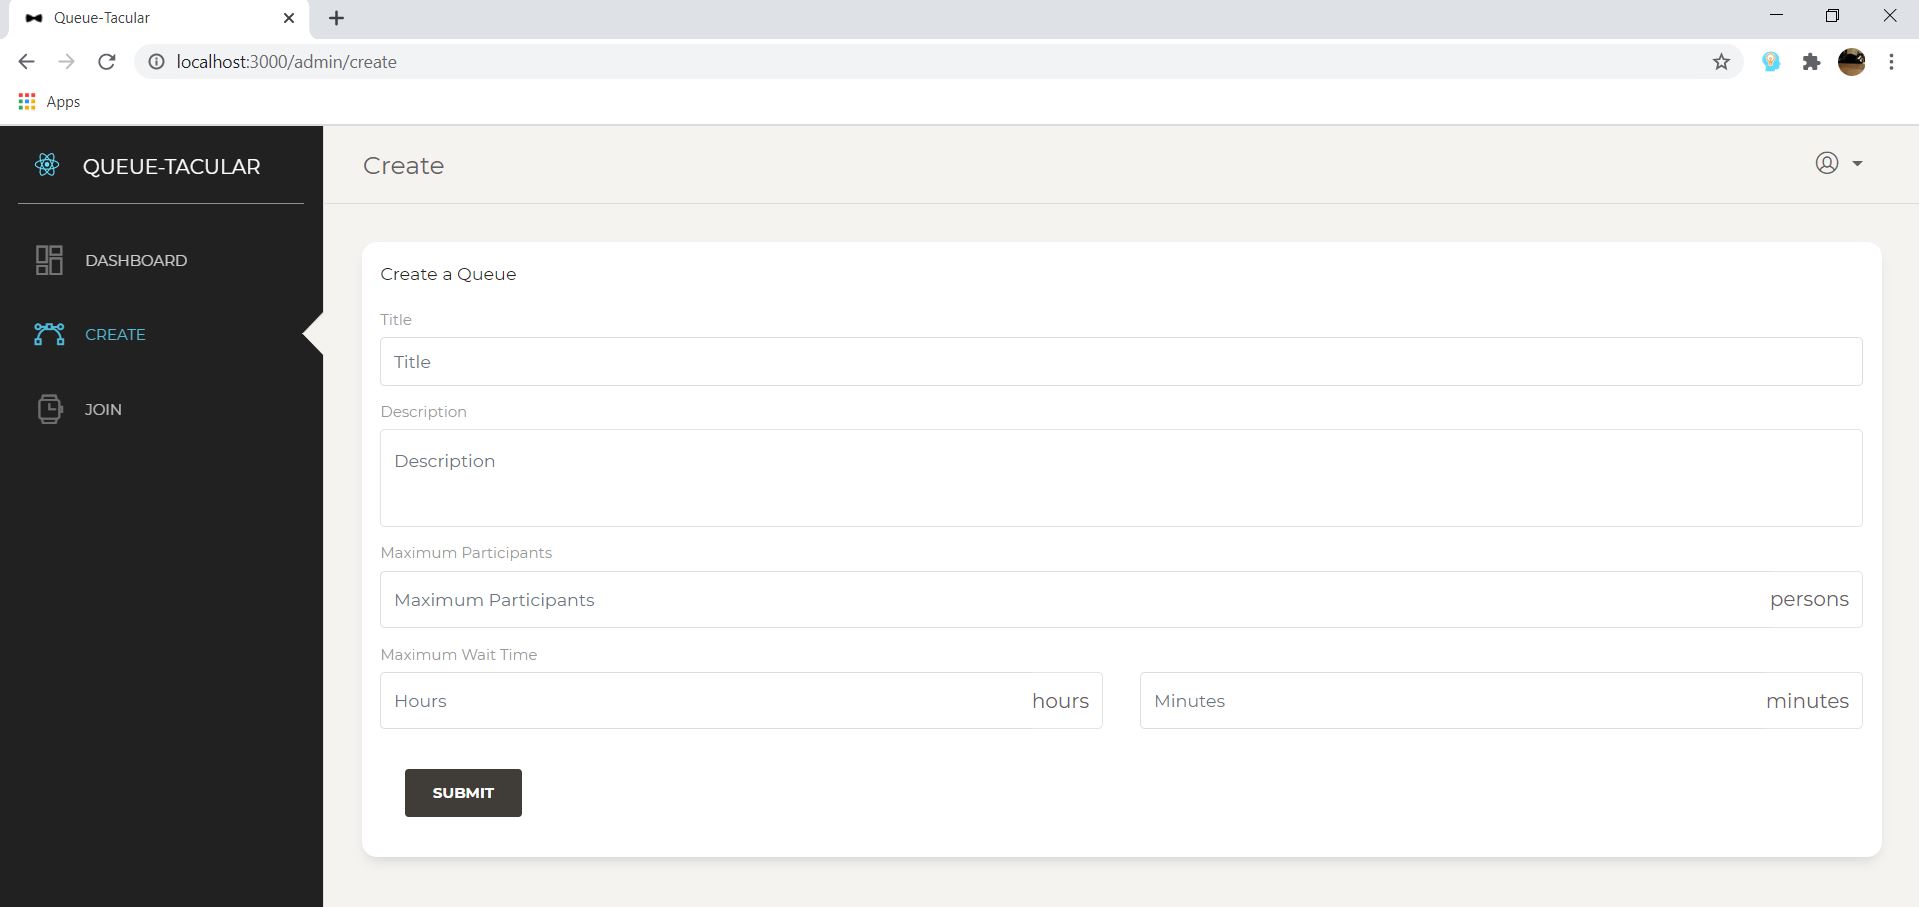 Queue-Tacular
localhost:3000/admin/create
Apps
QUEUE-TACULAR
DASHBOARD
CREATE
JOIN
Create
Create a Queue
Title
Title
Description
Description
Maximum Participants
Maximum Participants persons
Maximum Wait Time
Hours hours Minutes minutes
SUBMIT